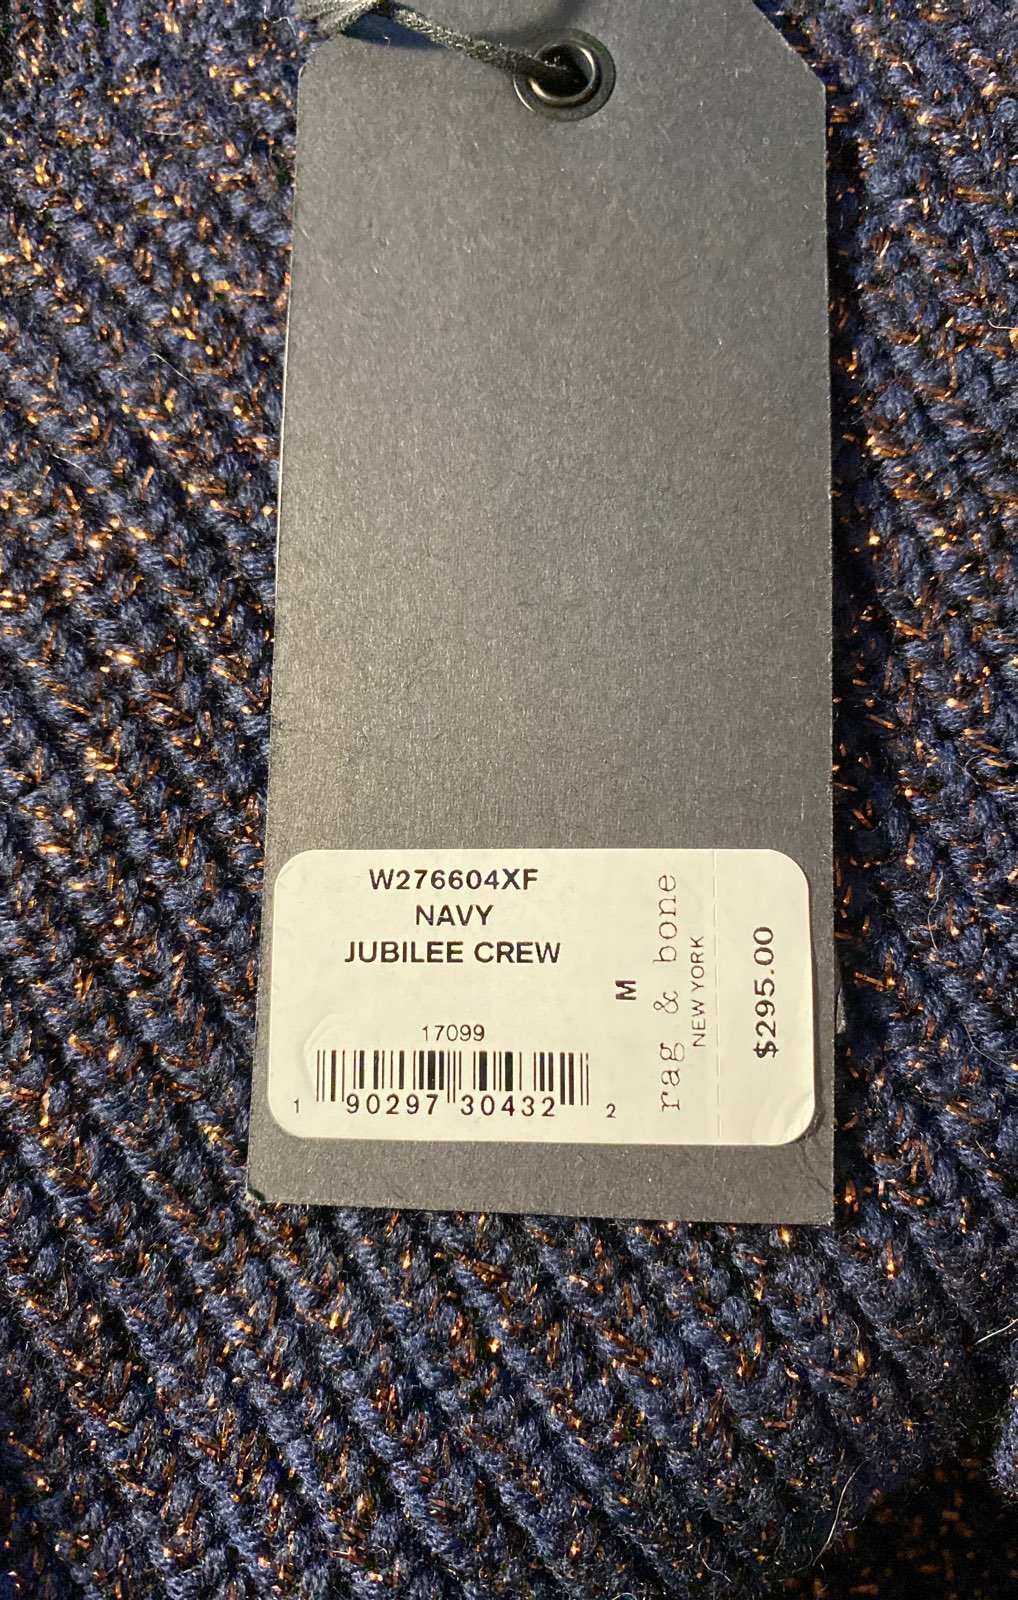 W276604XF
NAVY
JUBILEE CREW
17099
1 90297 30432 2
M
rag & bone
NEW YORK
$295.00